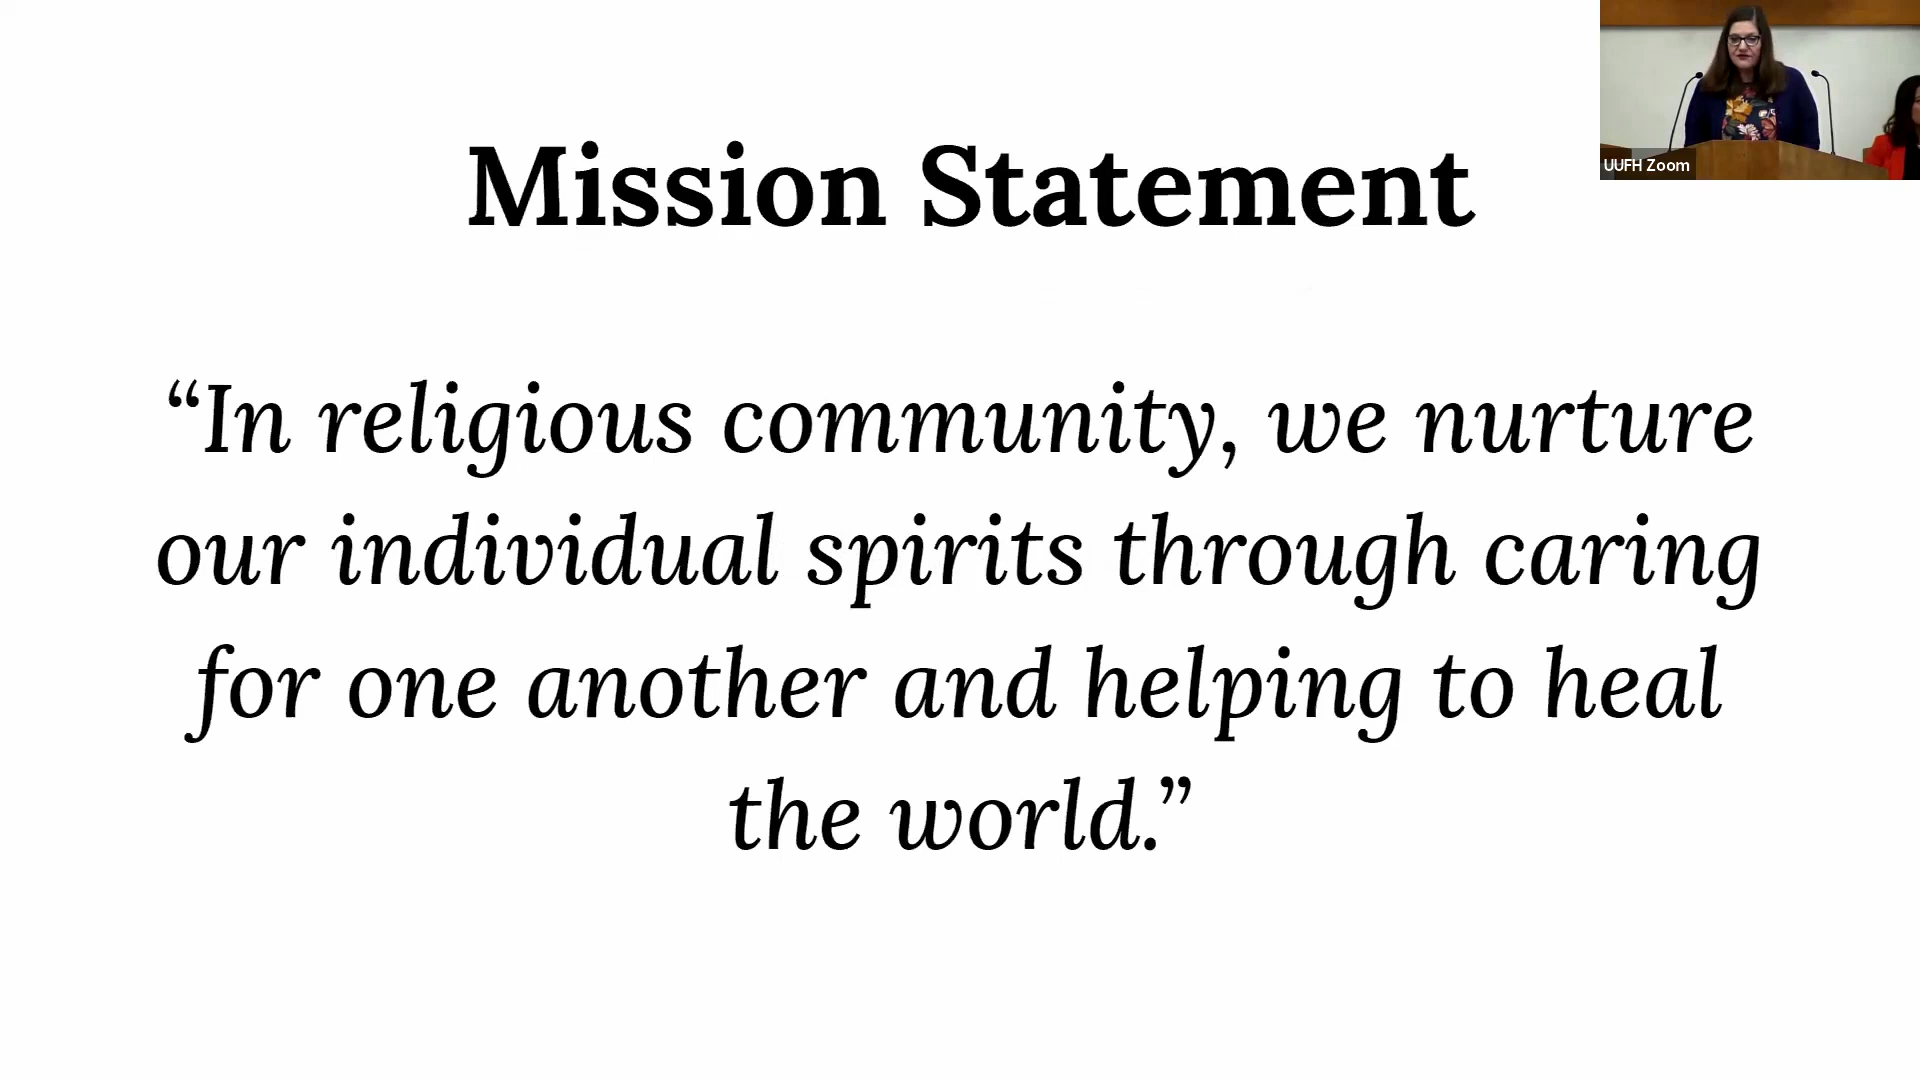 UUFH Zoom
Mission Statement
“In religious community, we nurture
our individual spirits through caring
for one another and helping to heal
the world.”